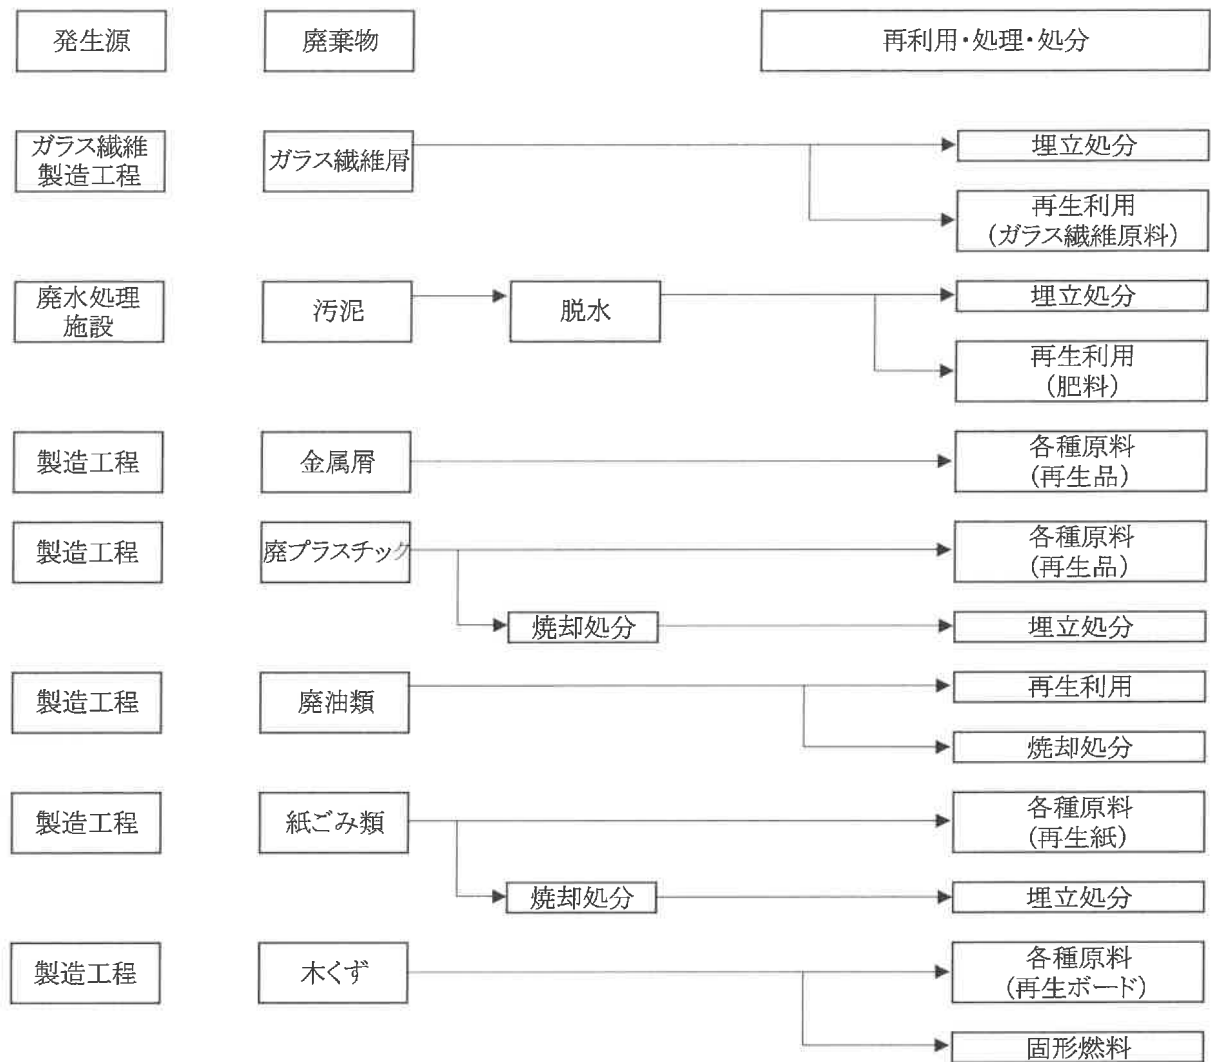 発生源
廃棄物
再利用・処理・処分
ガラス繊維
製造工程
ガラス繊維屑
埋立処分
再生利用
(ガラス繊維原料)
廃水処理
施設
汚泥
脱水
埋立処分
再生利用
(肥料)
製造工程
金属屑
各種原料
(再生品)
製造工程
廃プラスチック
各種原料
(再生品)
焼却処分
埋立処分
製造工程
廃油類
再生利用
焼却処分
製造工程
紙ごみ類
各種原料
(再生紙)
焼却処分
埋立処分
製造工程
木くず
各種原料
(再生ボード)
固形燃料